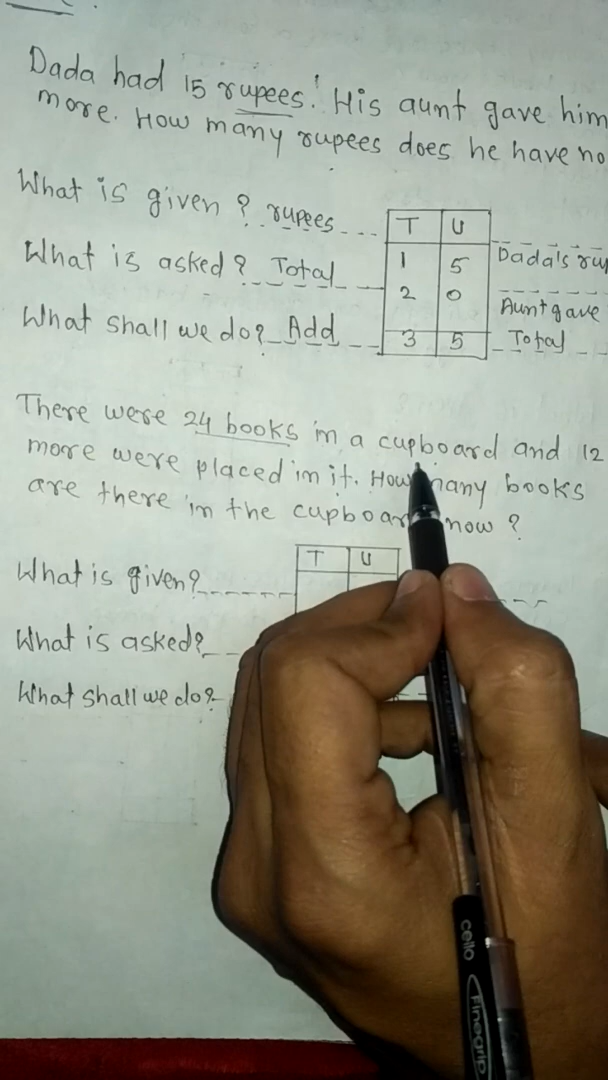 Dada had 15 rupees. His aunt gave him
more. How many rupees does he have no
What is given? rupees
T U
What is asked? Total
1 5 Dada's ru
2 0 Aunt gave
What shall we do? Add
3 5 Total
There were 24 books in a cupboard and 12
more were placed in it. How many books
are there in the cupboar now?
What is given?
T U
What is asked?
What shall we do?
cello
Finegrip